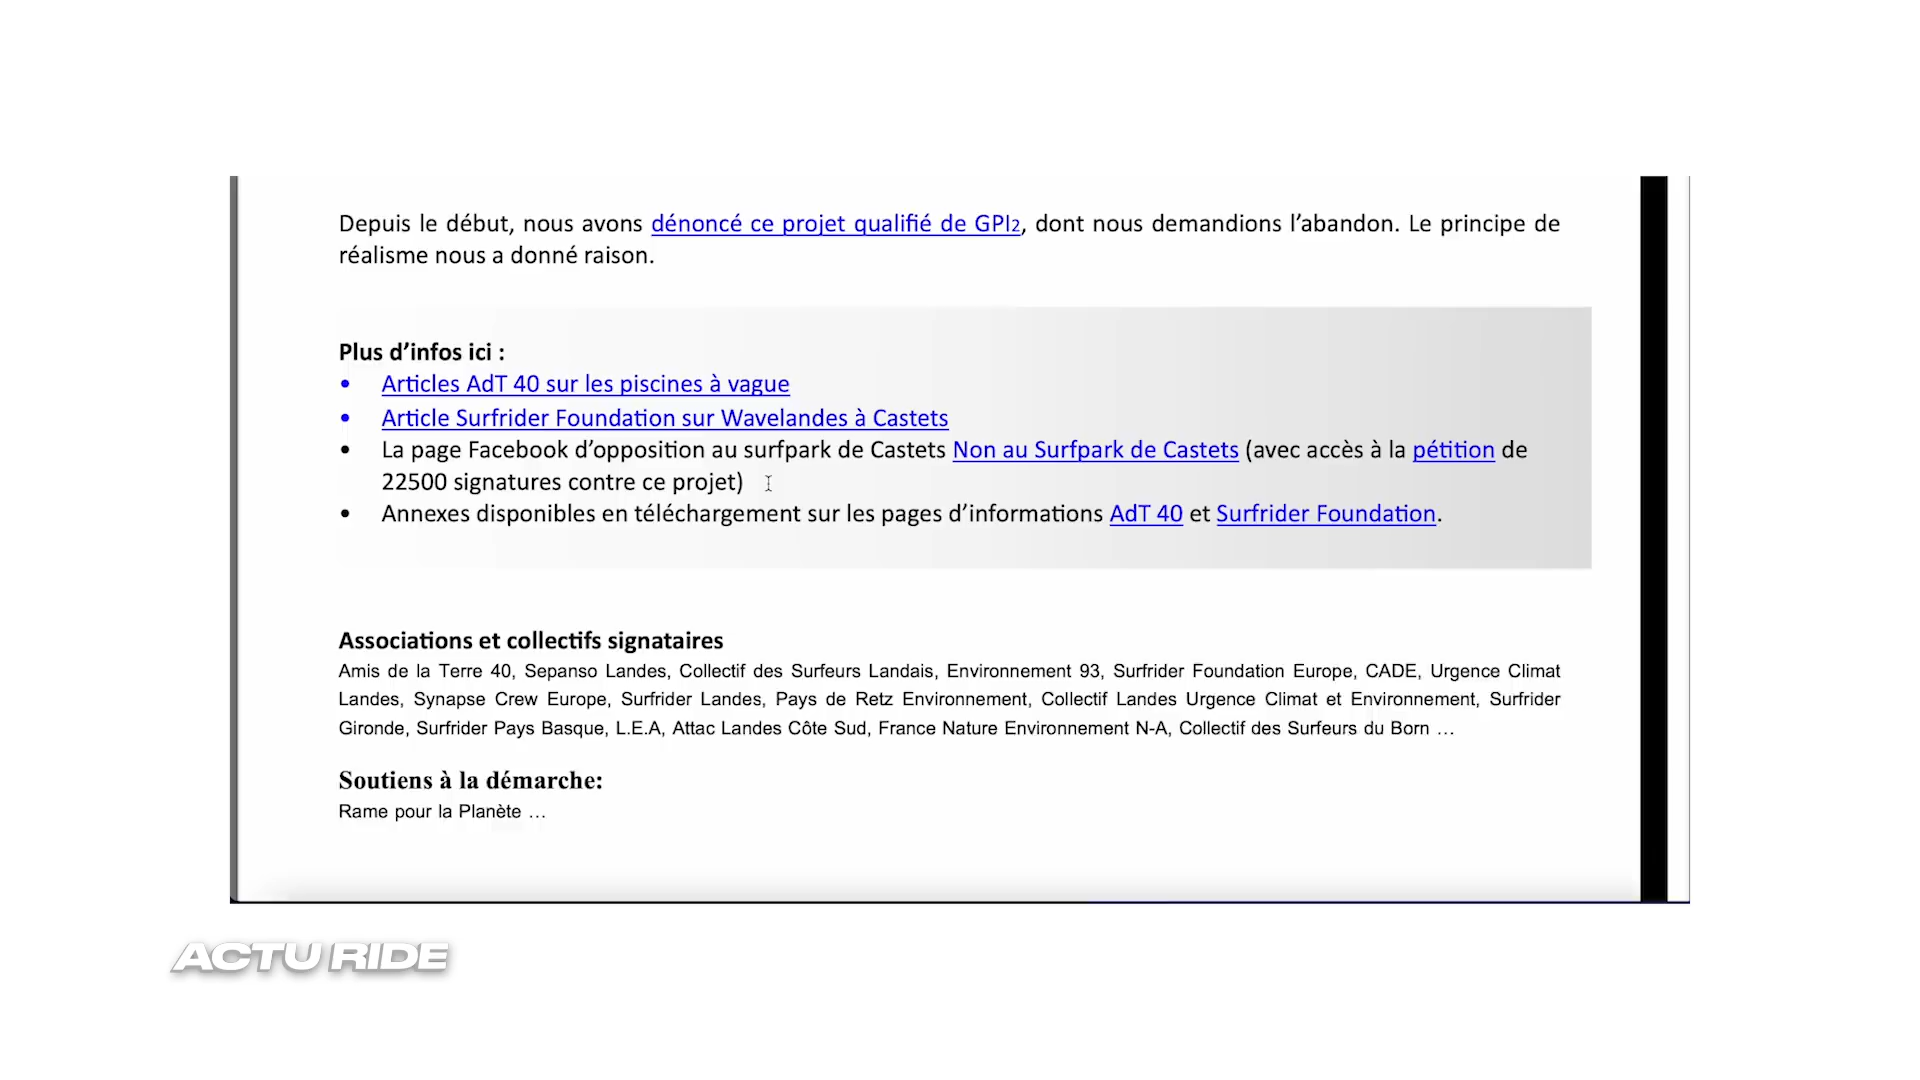 Depuis le début, nous avons dénoncé ce projet qualifié de GPI2, dont nous demandions l’abandon. Le principe de
réalisme nous a donné raison.
Plus d’infos ici :
• Articles AdT 40 sur les piscines à vague
• Article Surfrider Foundation sur Wavelandes à Castets
• La page Facebook d’opposition au surfpark de Castets Non au Surfpark de Castets (avec accès à la pétition de
22500 signatures contre ce projet)
• Annexes disponibles en téléchargement sur les pages d’informations AdT 40 et Surfrider Foundation.
Associations et collectifs signataires
Amis de la Terre 40, Sepanso Landes, Collectif des Surfeurs Landais, Environnement 93, Surfrider Foundation Europe, CADE, Urgence Climat
Landes, Synapse Crew Europe, Surfrider Landes, Pays de Retz Environnement, Collectif Landes Urgence Climat et Environnement, Surfrider
Gironde, Surfrider Pays Basque, L.E.A, Attac Landes Côte Sud, France Nature Environnement N-A, Collectif des Surfeurs du Born …
Soutiens à la démarche:
Rame pour la Planète …
ACTU RIDE